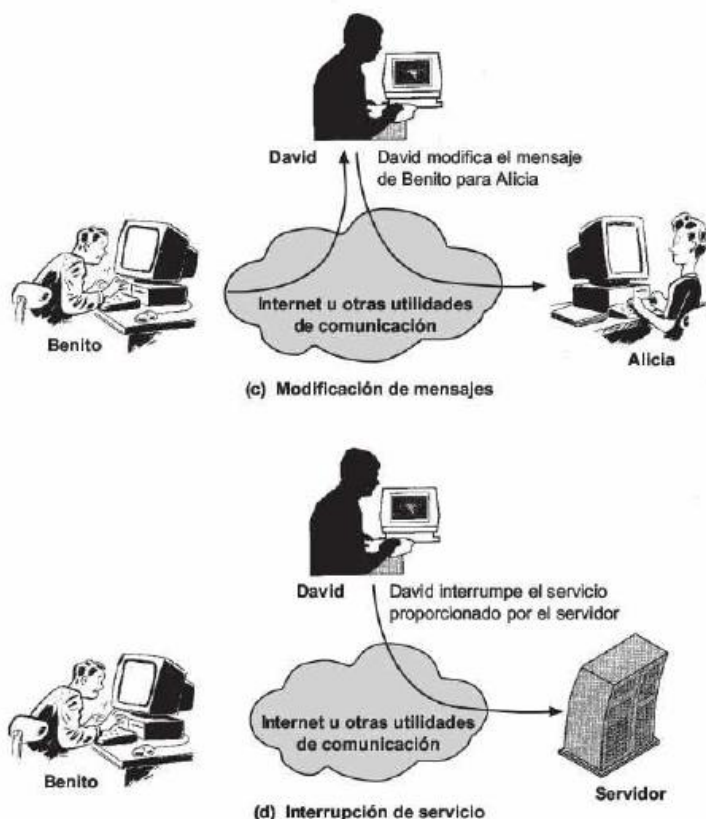 David
David modifica el mensaje
de Benito para Alicia
Internet u otras utilidades
de comunicación
Benito
Alicia
(c) Modificación de mensajes
David
David interrumpe el servicio
proporcionado por el servidor
Internet u otras utilidades
de comunicación
Benito
Servidor
(d) Interrupción de servicio